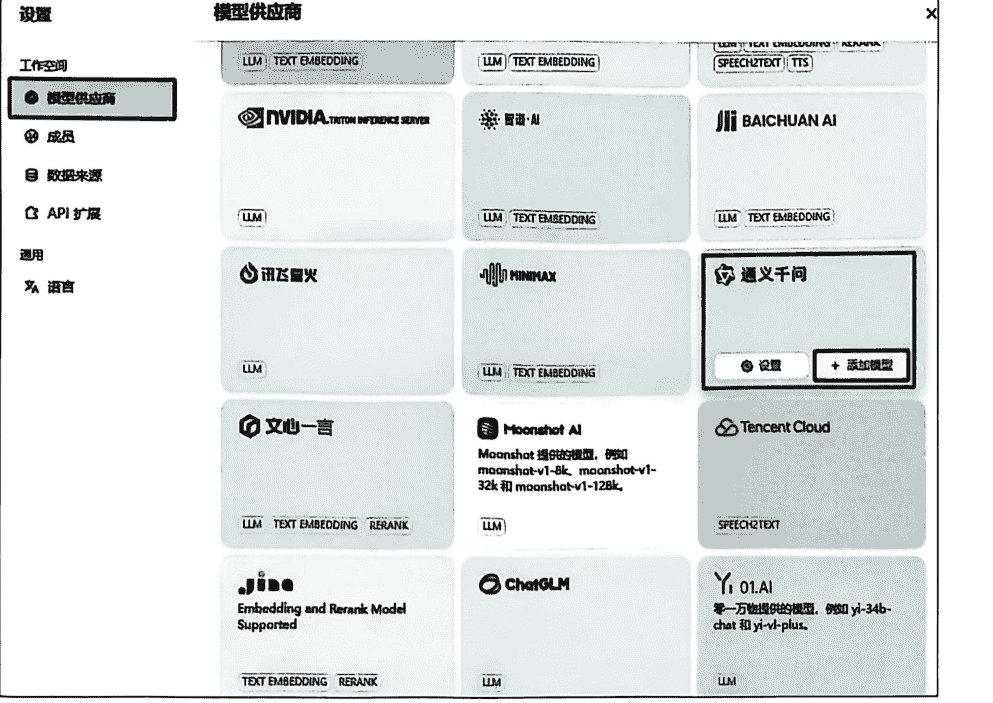 设置
模型供应商
×
工作空间
模型供应商
成员
数据来源
API 扩展
通用
语言
LLM TEXT EMBEDDING
LLM TEXT EMBEDDING
LLM TEXT EMBEDDING RERANK
SPEECH2TEXT TTS
NVIDIA. TRITON INFERENCE SERVER
LLM
智谱·AI
LLM TEXT EMBEDDING
BAICHUAN AI
LLM TEXT EMBEDDING
讯飞星火
LLM
MINIMAX
LLM TEXT EMBEDDING
通义千问
设置
+ 添加模型
文心一言
LLM TEXT EMBEDDING RERANK
Moonshot AI
Moonshot 提供的模型，例如
moonshot-v1-8k、moonshot-v1-
32k 和 moonshot-v1-128k。
LLM
Tencent Cloud
SPEECH2TEXT
Jina
Embedding and Rerank Model
Supported
TEXT EMBEDDING RERANK
ChatGLM
LLM
01.AI
零一万物提供的模型，例如 yi-34b-
chat 和 yi-vl-plus。
LLM